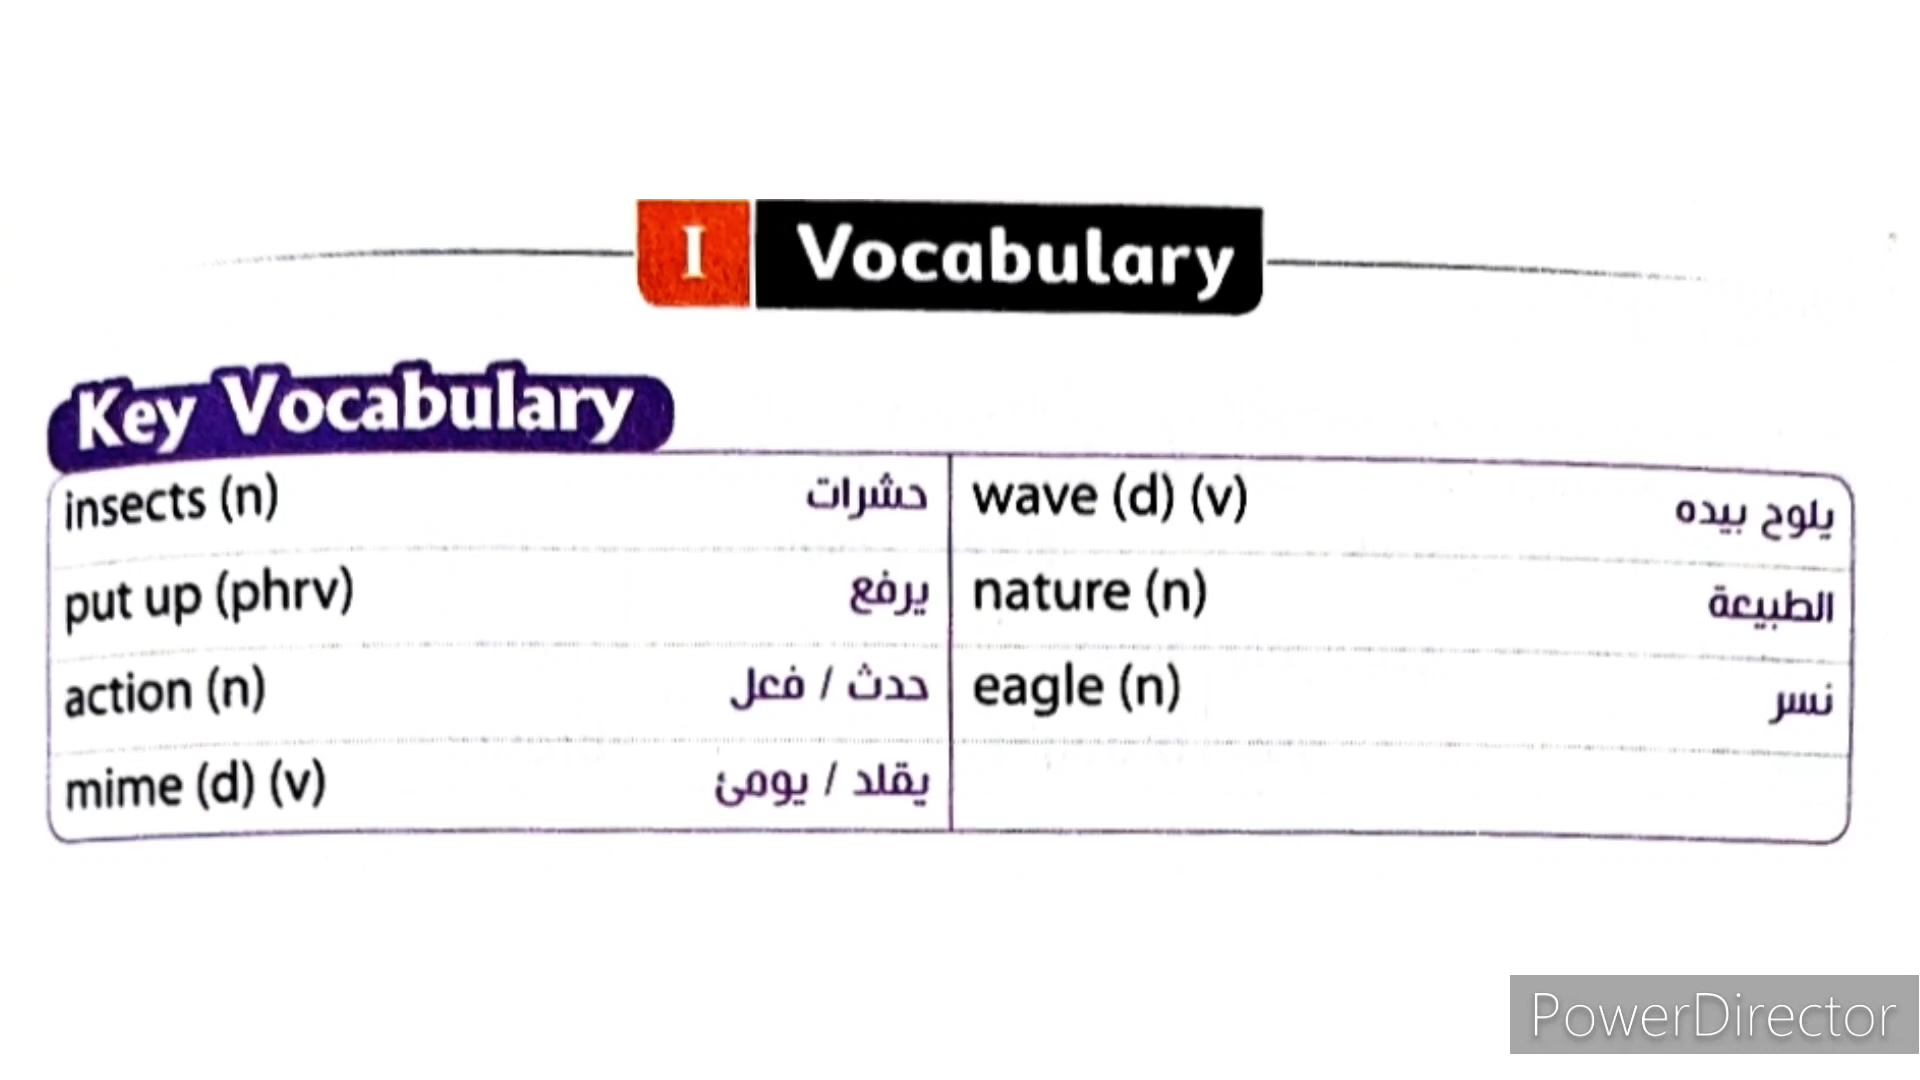 I Vocabulary
Key Vocabulary
insects (n) حشرات
wave (d) (v) يلوح بيده
put up (phrv) يرفع
nature (n) الطبيعة
action (n) حدث / فعل
eagle (n) نسر
mime (d) (v) يقلد / يومئ
PowerDirector